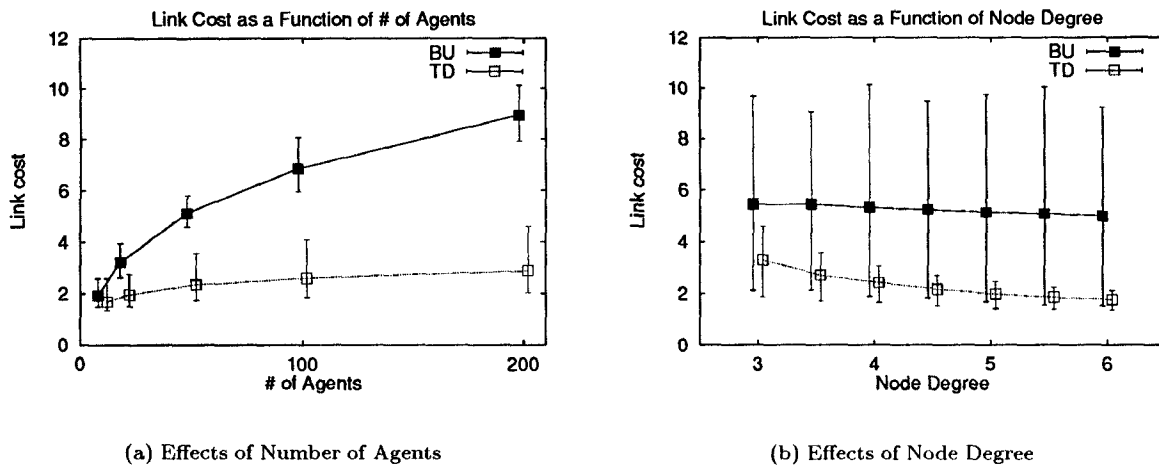 Link Cost as a Function of # of Agents
12
10
8
6
4
2
0
Link cost
BU
TD
0
100
200
# of Agents
(a) Effects of Number of Agents
Link Cost as a Function of Node Degree
12
10
8
6
4
2
0
Link cost
BU
TD
3
4
5
6
Node Degree
(b) Effects of Node Degree